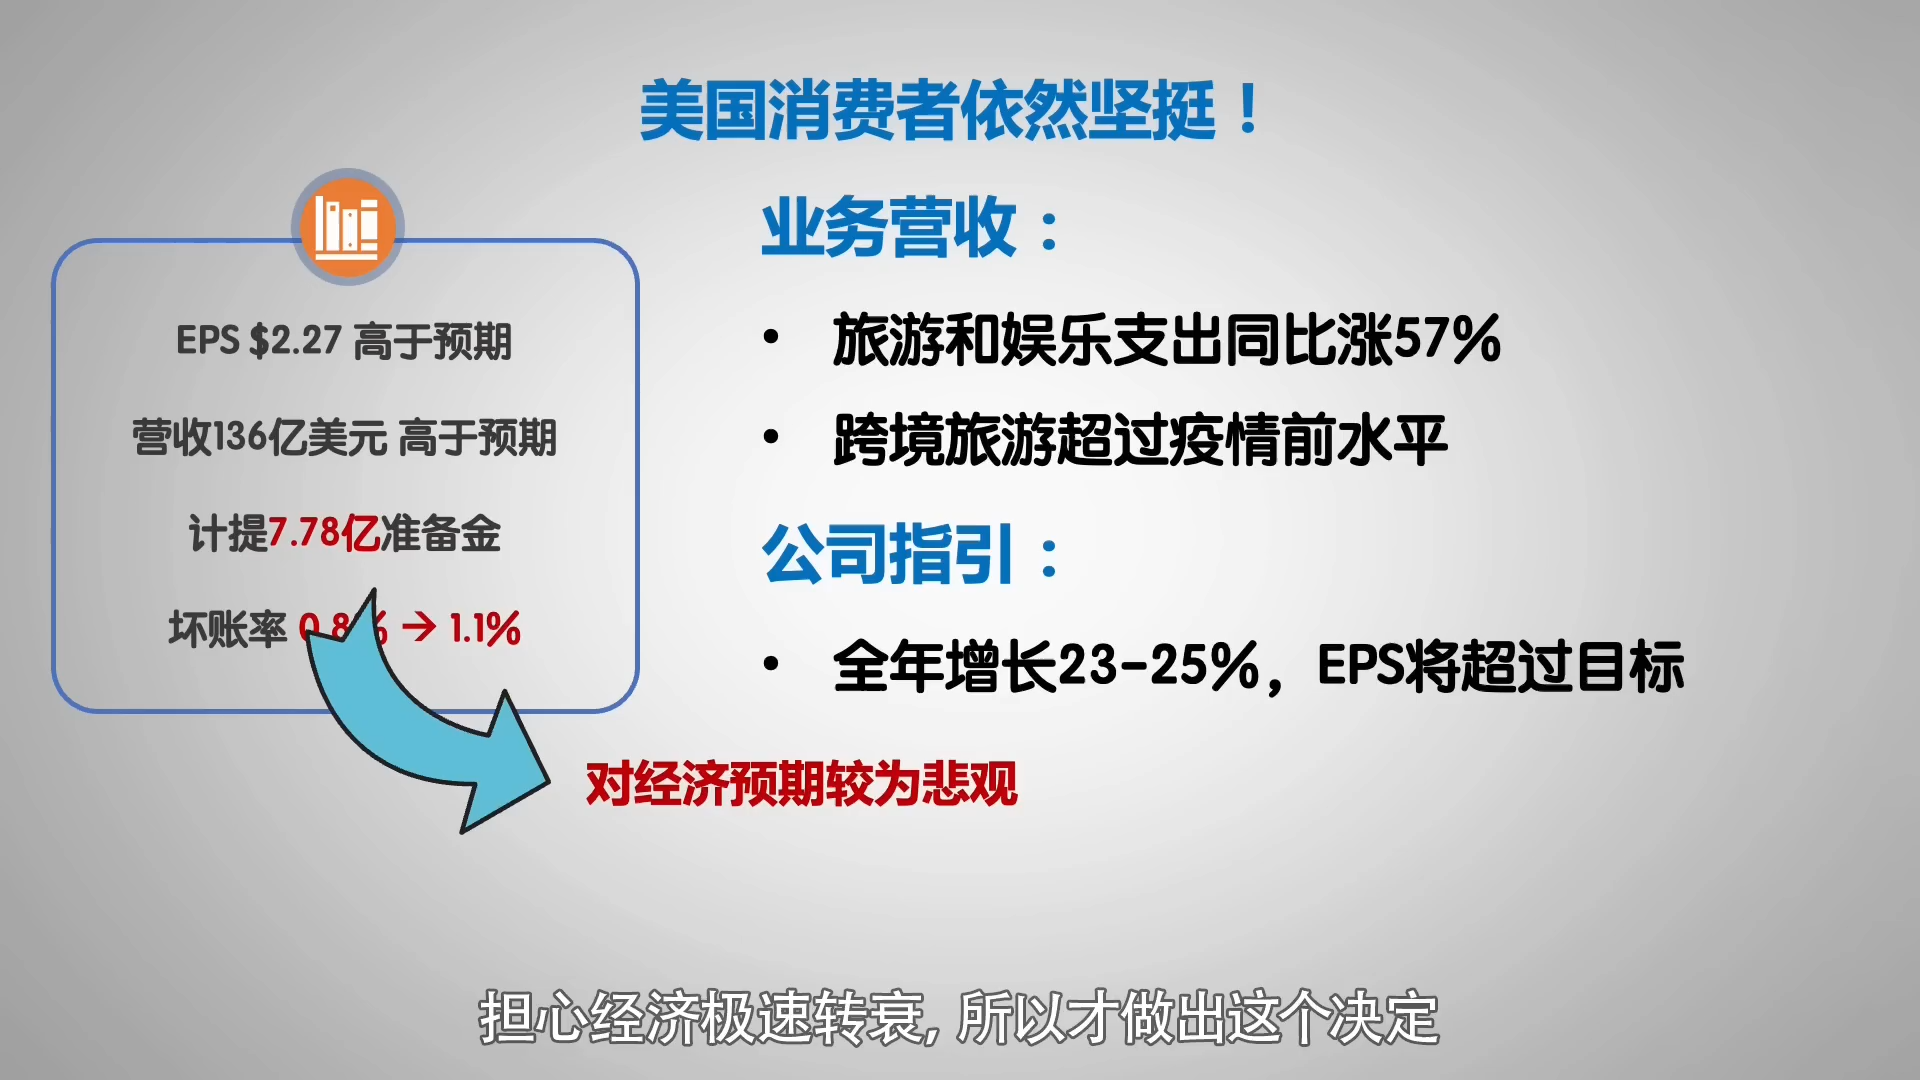 美国消费者依然坚挺！
EPS $2.27 高于预期
营收136亿美元 高于预期
计提7.78亿准备金
坏账率 → 1.1%
业务营收：
• 旅游和娱乐支出同比涨57%
• 跨境旅游超过疫情前水平
公司指引：
• 全年增长23-25%，EPS将超过目标
对经济预期较为悲观
担心经济极速转衰，所以才做出这个决定